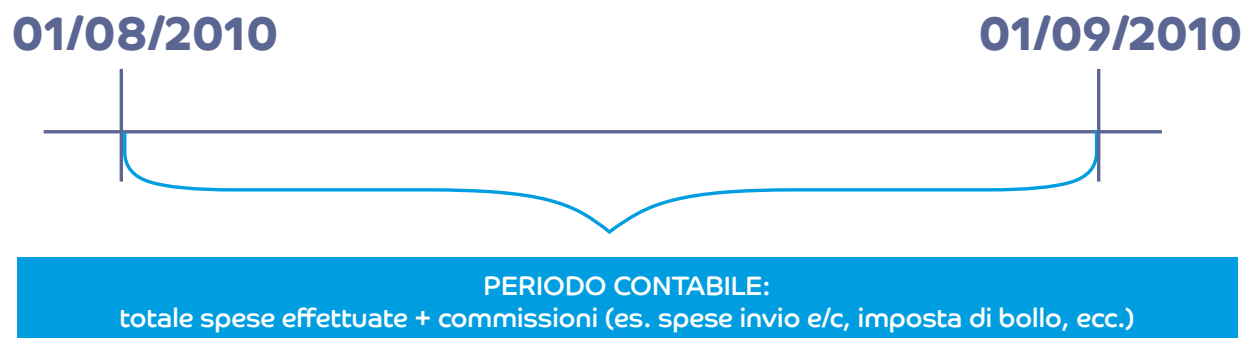 01/08/2010 01/09/2010
PERIODO CONTABILE:
totale spese effettuate + commissioni (es. spese invio e/c, imposta di bollo, ecc.)